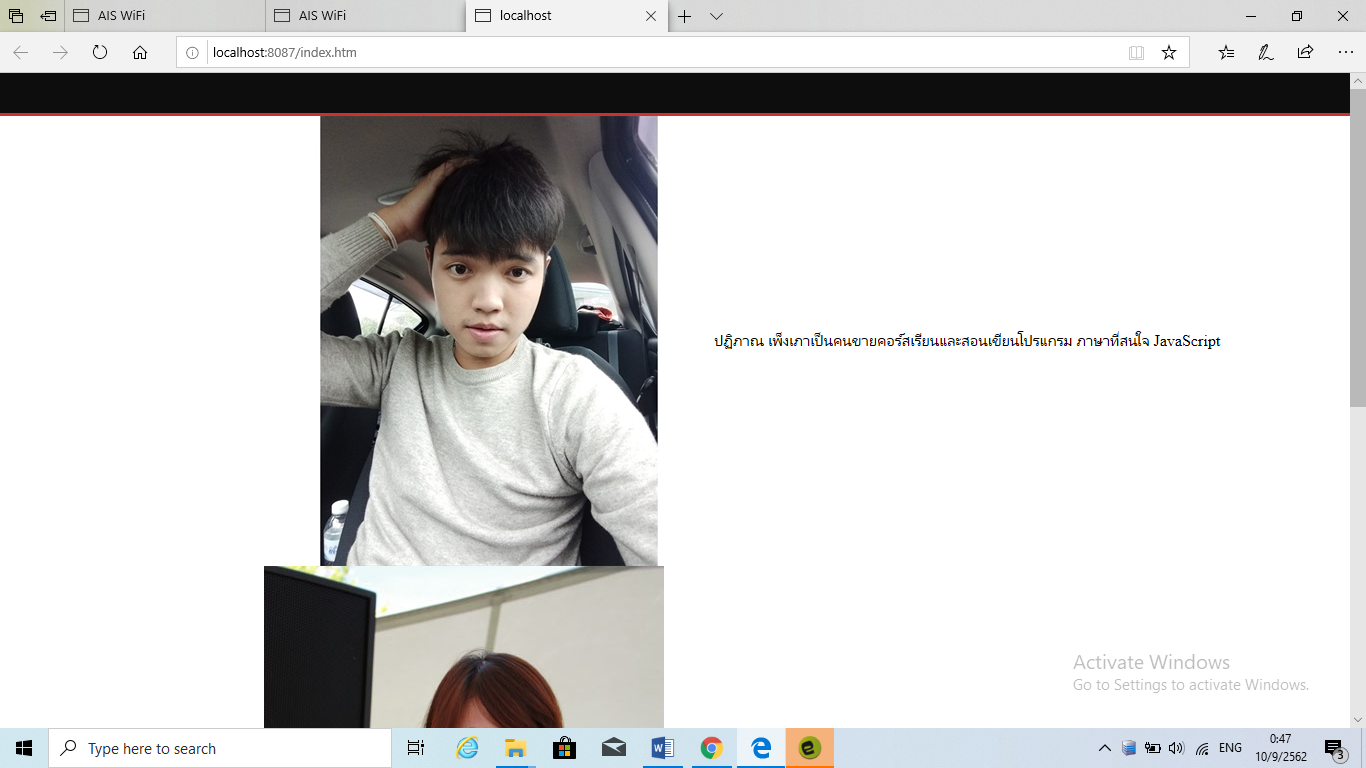 AIS WiFi
AIS WiFi
localhost
localhost:8087/index.htm
ปฏิภาณ เพ็งเภาเป็นคนขายคอร์สเรียนและสอนเขียนโปรแกรม ภาษาที่สนใจ JavaScript
Activate Windows
Go to Settings to activate Windows.
Type here to search
ENG
0:47
10/9/2562
3